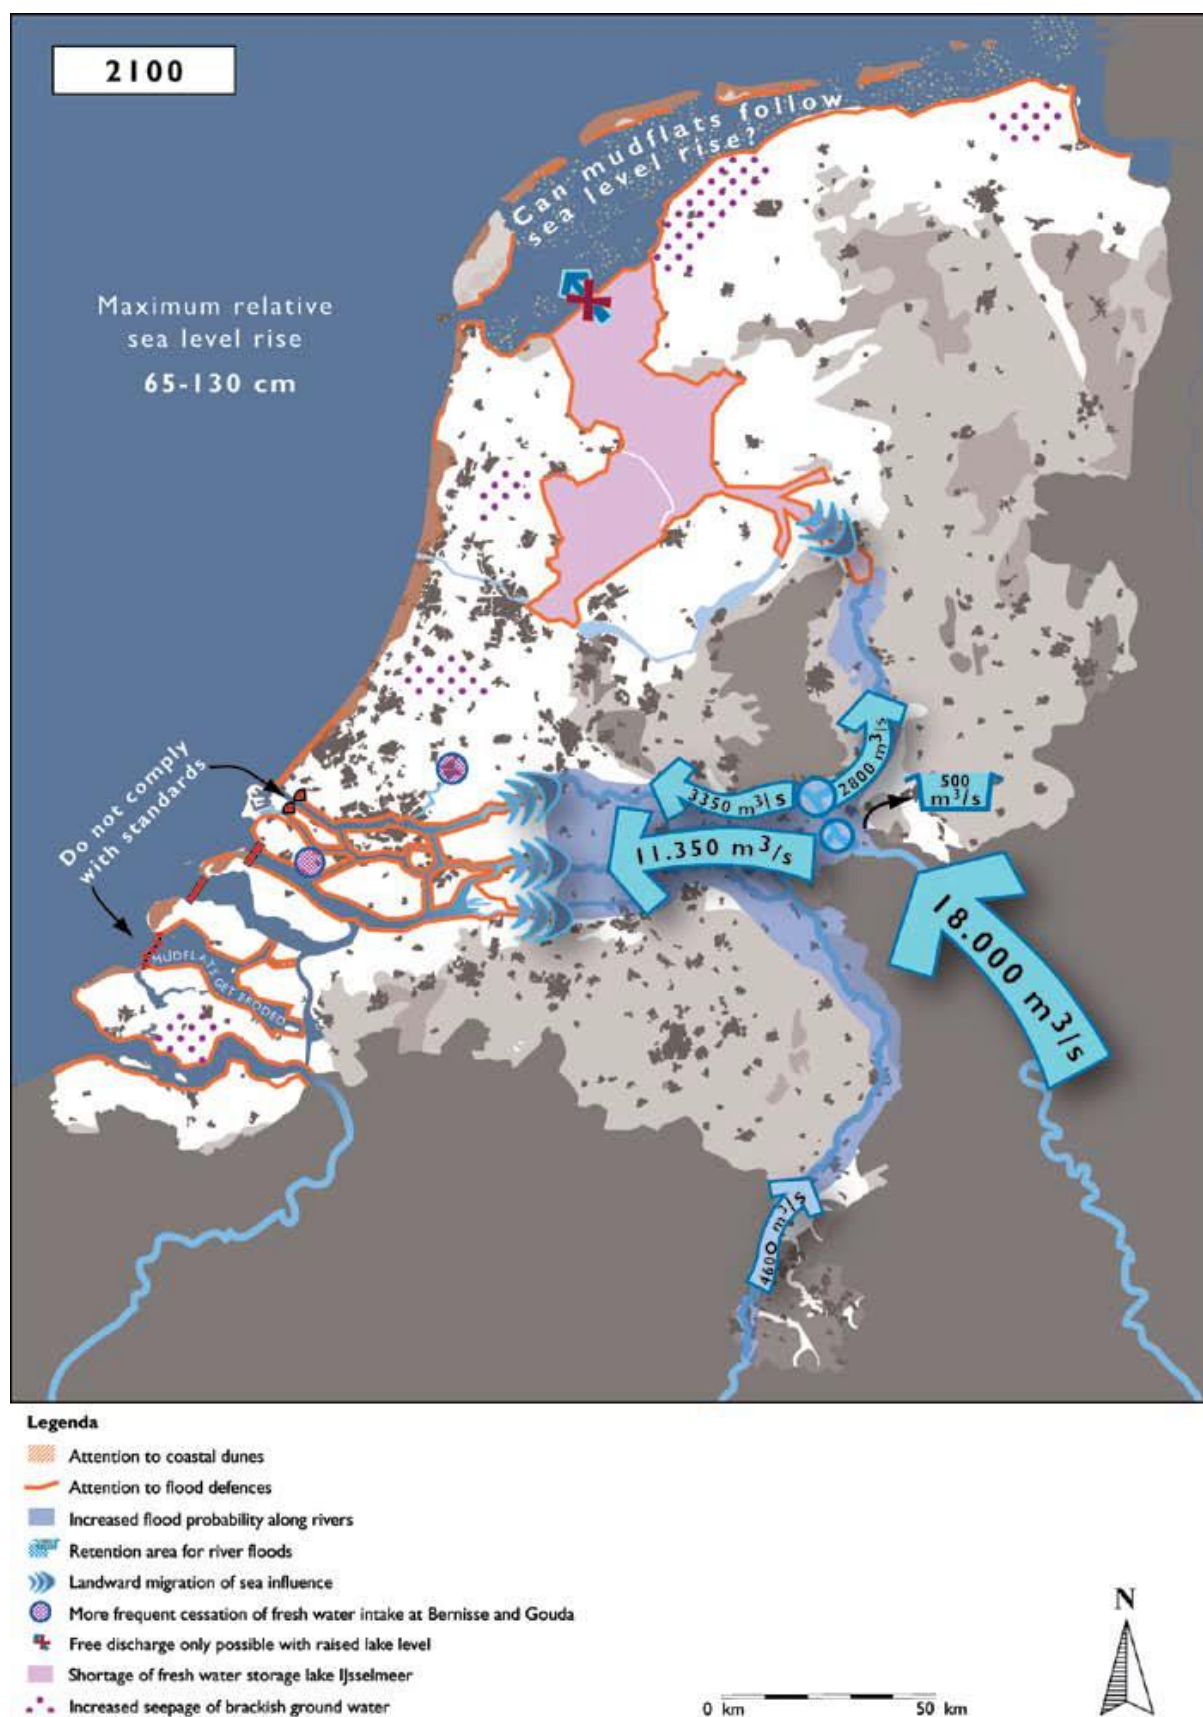 2100
Can mudflats follow
sea level rise?
Maximum relative
sea level rise
65-130 cm
Do not comply
with standards
MUDFLATS GET ERODED
2800 m³/s
3350 m³/s
500
m³/s
11.350 m³/s
18.000 m³/s
4600 m³/s
Legenda
Attention to coastal dunes
Attention to flood defences
Increased flood probability along rivers
Retention area for river floods
Landward migration of sea influence
More frequent cessation of fresh water intake at Bernisse and Gouda
Free discharge only possible with raised lake level
Shortage of fresh water storage lake IJsselmeer
Increased seepage of brackish ground water
0 km 50 km
N